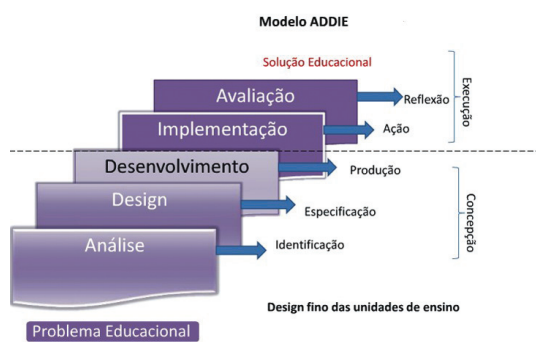 Modelo ADDIE
Solução Educacional
Avaliação
Reflexão
Execução
Implementação
Ação
Desenvolvimento
Produção
Design
Especificação
Concepção
Análise
Identificação
Design fino das unidades de ensino
Problema Educacional